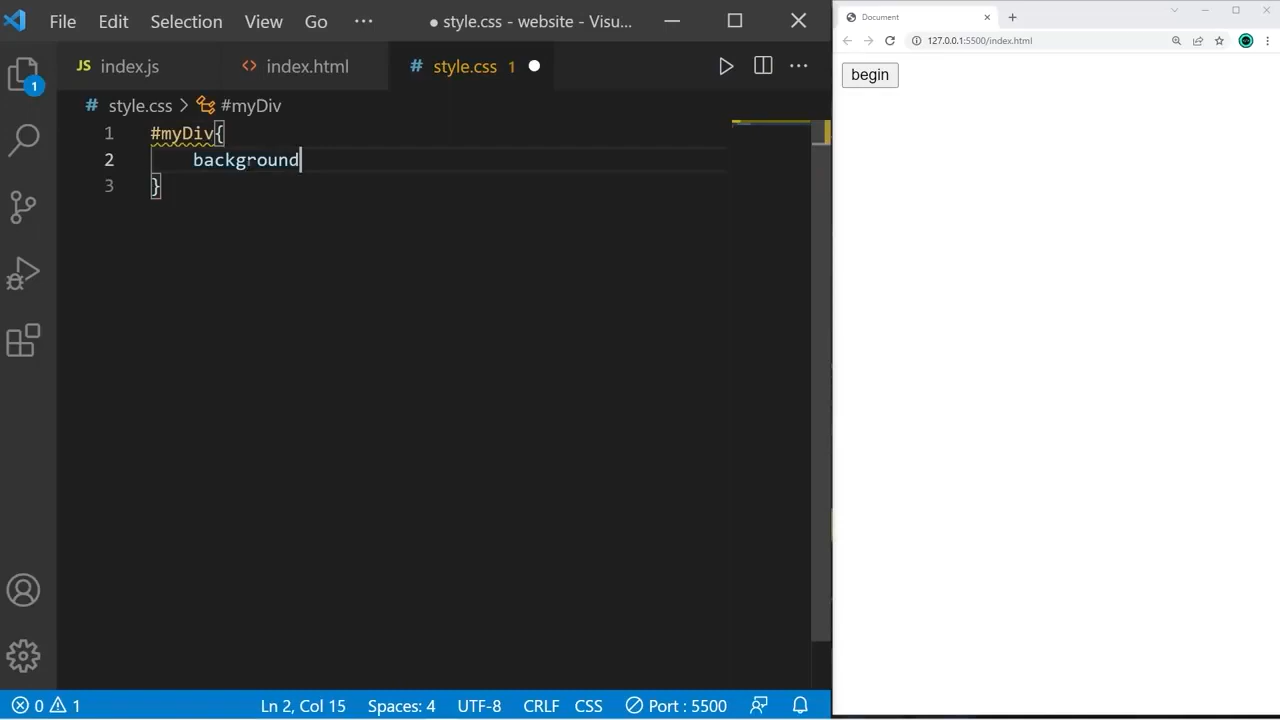 File Edit Selection View Go ··· ● style.css - website - Visu...
Document
127.0.0.1:5500/index.html
1
JS index.js <> index.html # style.css 1
# style.css > #myDiv
begin
1 #myDiv{
2 background
3 }
0 1 Ln 2, Col 15 Spaces: 4 UTF-8 CRLF CSS Port : 5500